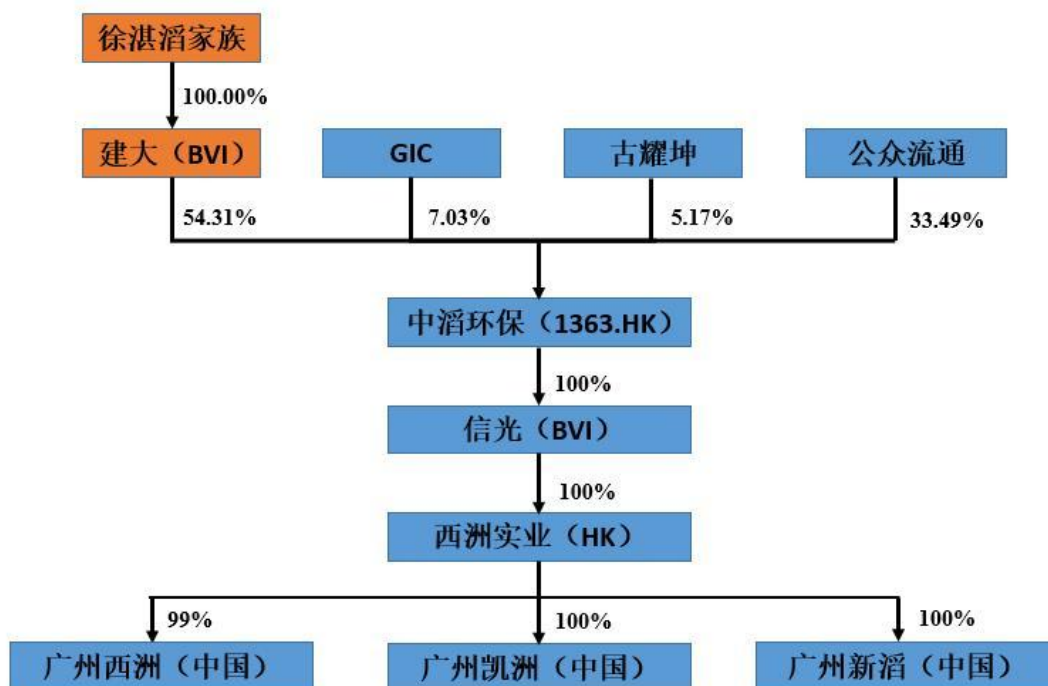 徐湛滔家族
100.00%
建大（BVI）
GIC
古耀坤
公众流通
54.31%
7.03%
5.17%
33.49%
中滔环保（1363.HK）
100%
信光（BVI）
100%
西洲实业（HK）
99%
100%
100%
广州西洲（中国）
广州凯洲（中国）
广州新滔（中国）